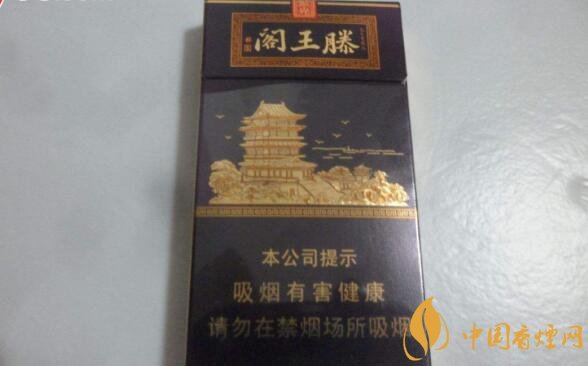 滕王阁
本公司提示
吸烟有害健康
请勿在禁烟场所吸烟
中国香烟网